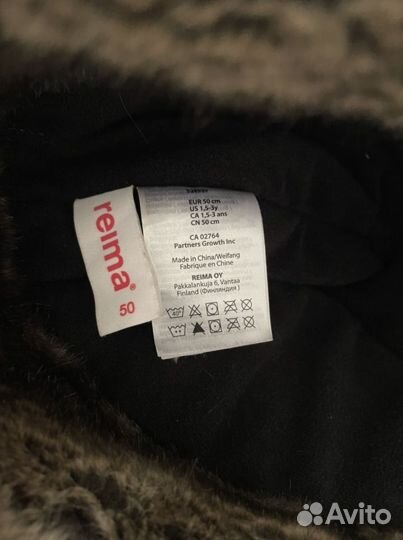 reima
50
EUR 50 cm
US 1,5-3y
CA 1,5-3 ans
CN 50 cm
CA 02764
Partners Growth Inc
Made in China/Weifang
Fabriqué en Chine
REIMA OY
Pakkalankuja 6, Vantaa
Finland (Финляндия)
40°
Avito